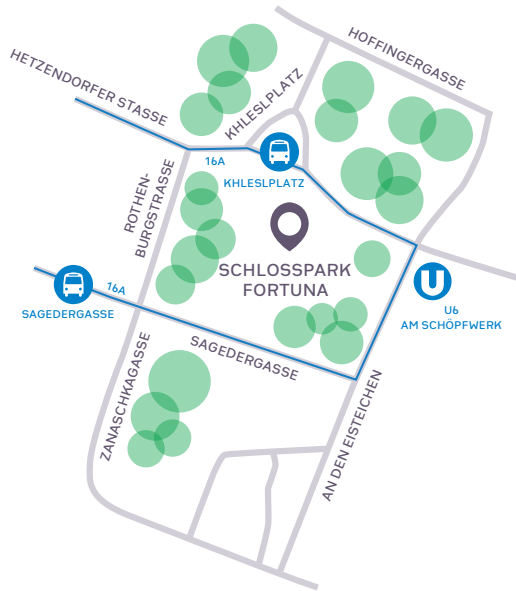 HOFFINGERGASSE
HETZENDORFER STASSE
KHLESLPLATZ
16A
KHLESLPLATZ
ROTHEN-
BURGSTRASSE
SCHLOSSPARK
FORTUNA
16A
SAGEDERGASSE
U
U6
AM SCHÖPFWERK
SAGEDERGASSE
ZANASCHKAGASSE
AN DEN EISTEICHEN